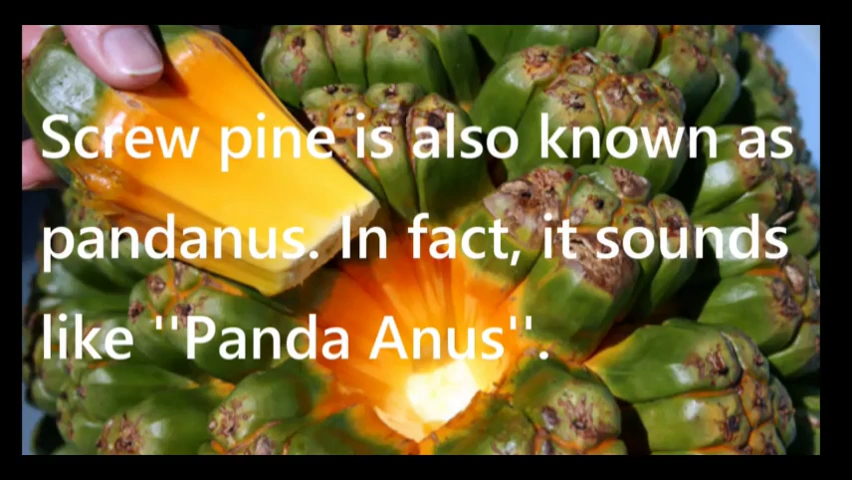 Screw pine is also known as
pandanus. In fact, it sounds
like ''Panda Anus''.